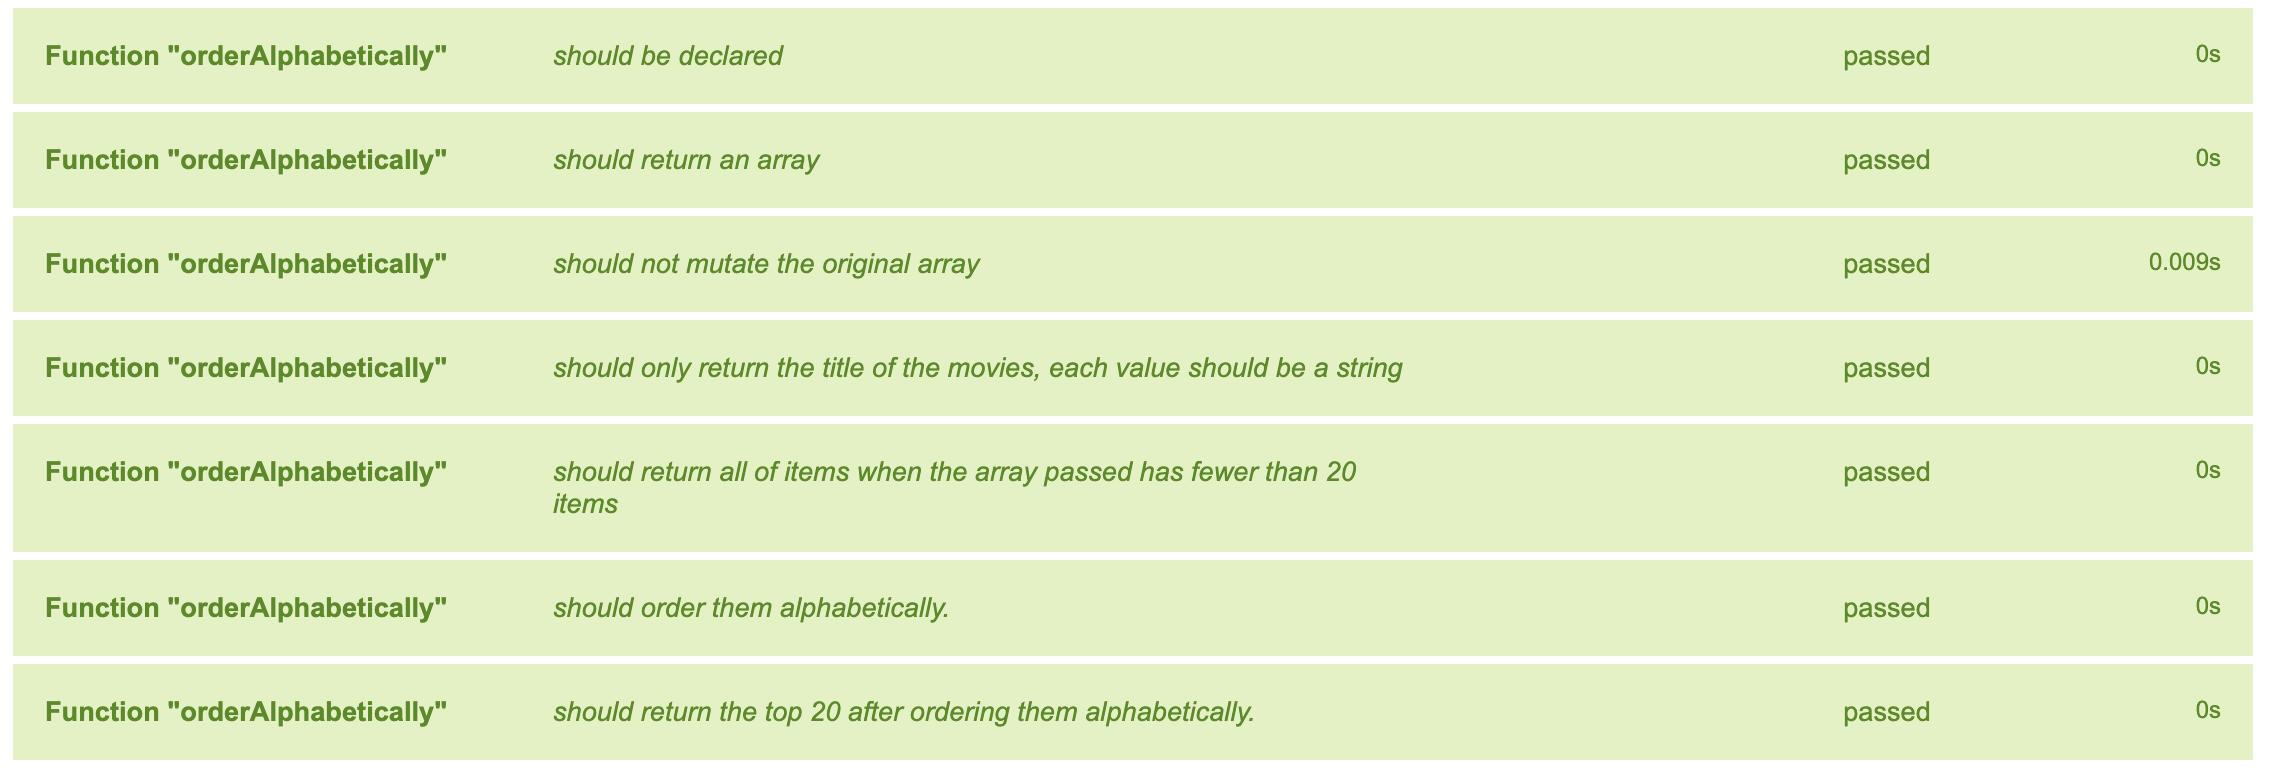 Function "orderAlphabetically" should be declared passed 0s
Function "orderAlphabetically" should return an array passed 0s
Function "orderAlphabetically" should not mutate the original array passed 0.009s
Function "orderAlphabetically" should only return the title of the movies, each value should be a string passed 0s
Function "orderAlphabetically" should return all of items when the array passed has fewer than 20 passed 0s
items
Function "orderAlphabetically" should order them alphabetically. passed 0s
Function "orderAlphabetically" should return the top 20 after ordering them alphabetically. passed 0s